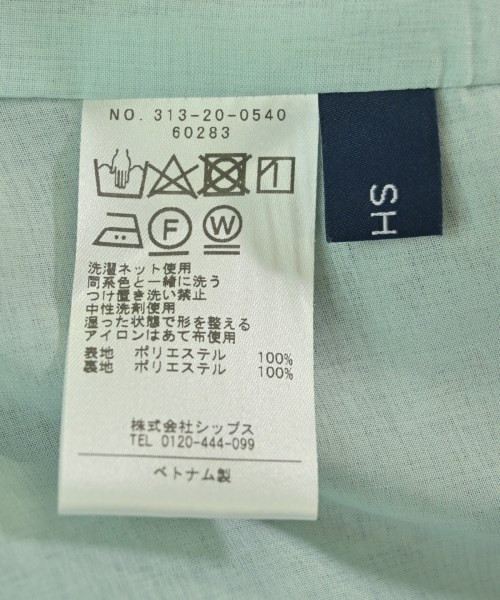 NO. 313-20-0540
60283
F
W
洗濯ネット使用
同系色と一緒に洗う
つけ置き洗い禁止
中性洗剤使用
湿った状態で形を整える
アイロンはあて布使用
表地 ポリエステル 100%
裏地 ポリエステル 100%
株式会社シップス
TEL 0120-444-099
ベトナム製
SH